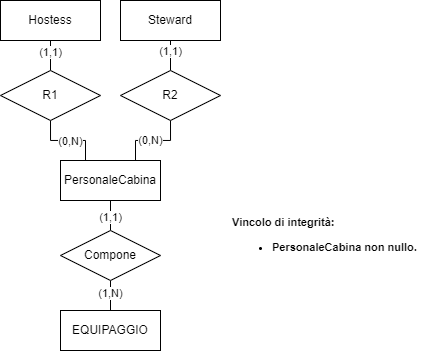 Hostess
Steward
(1,1)
(1,1)
R1
R2
(0,N)
(0,N)
PersonaleCabina
(1,1)
Vincolo di integrità:
• PersonaleCabina non nullo.
Compone
(1,N)
EQUIPAGGIO